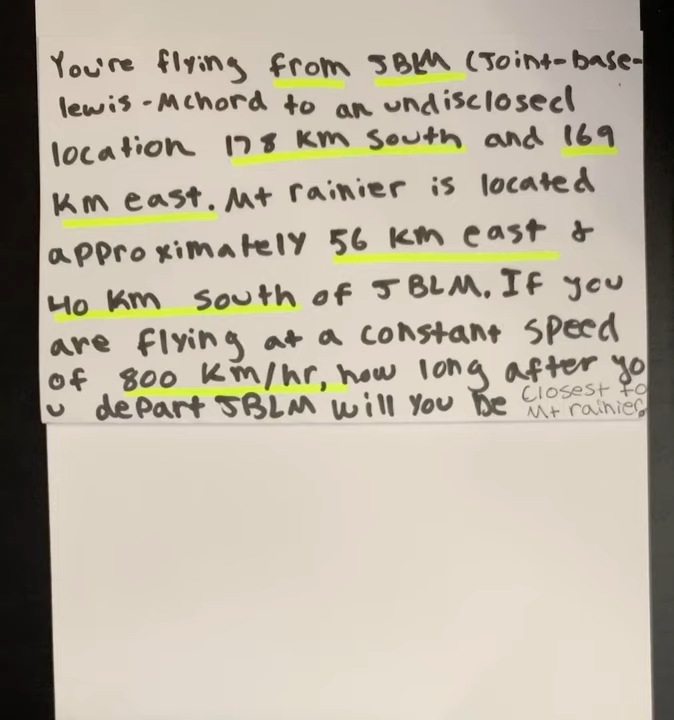 You're flying from JBLM (Joint-base-
lewis-Mchord to an undisclosed
location 178 km south and 169
km east. Mt rainier is located
approximately 56 km east &
40 km south of JBLM. If you
are flying at a constant speed
of 800 km/hr, how long after yo
u depart JBLM will you be closest to
Mt rainier